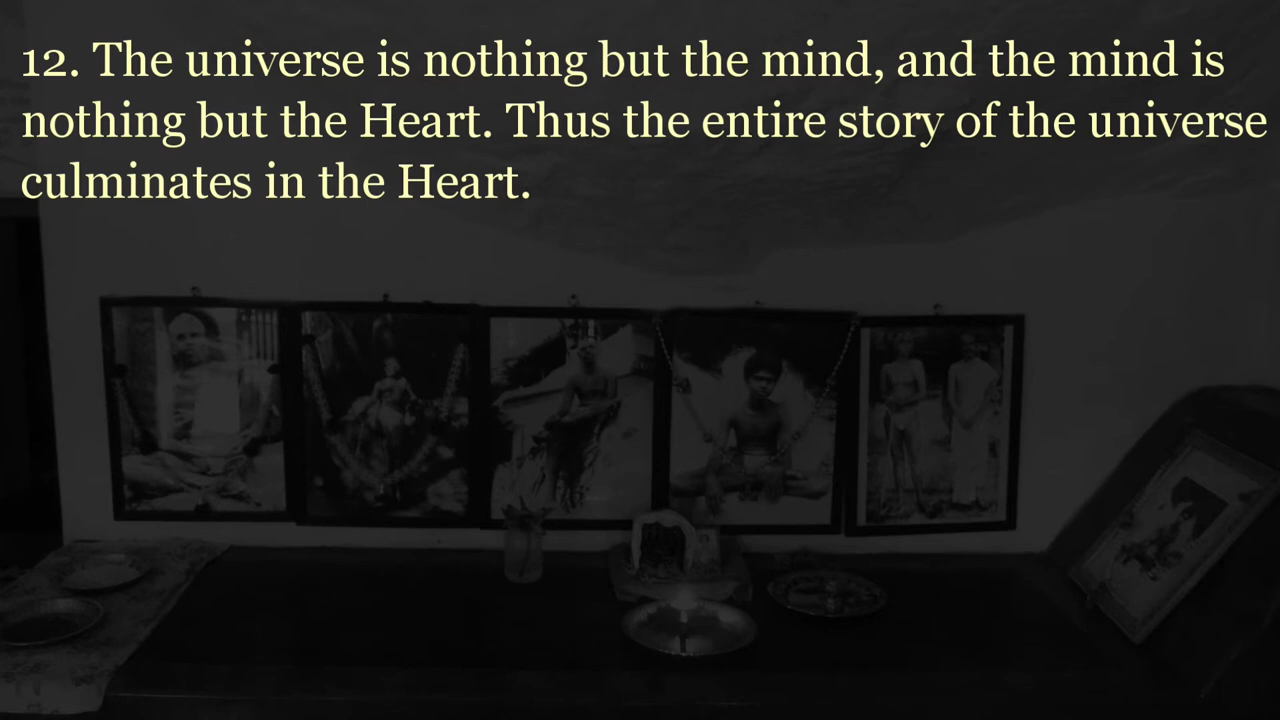 12. The universe is nothing but the mind, and the mind is
nothing but the Heart. Thus the entire story of the universe
culminates in the Heart.